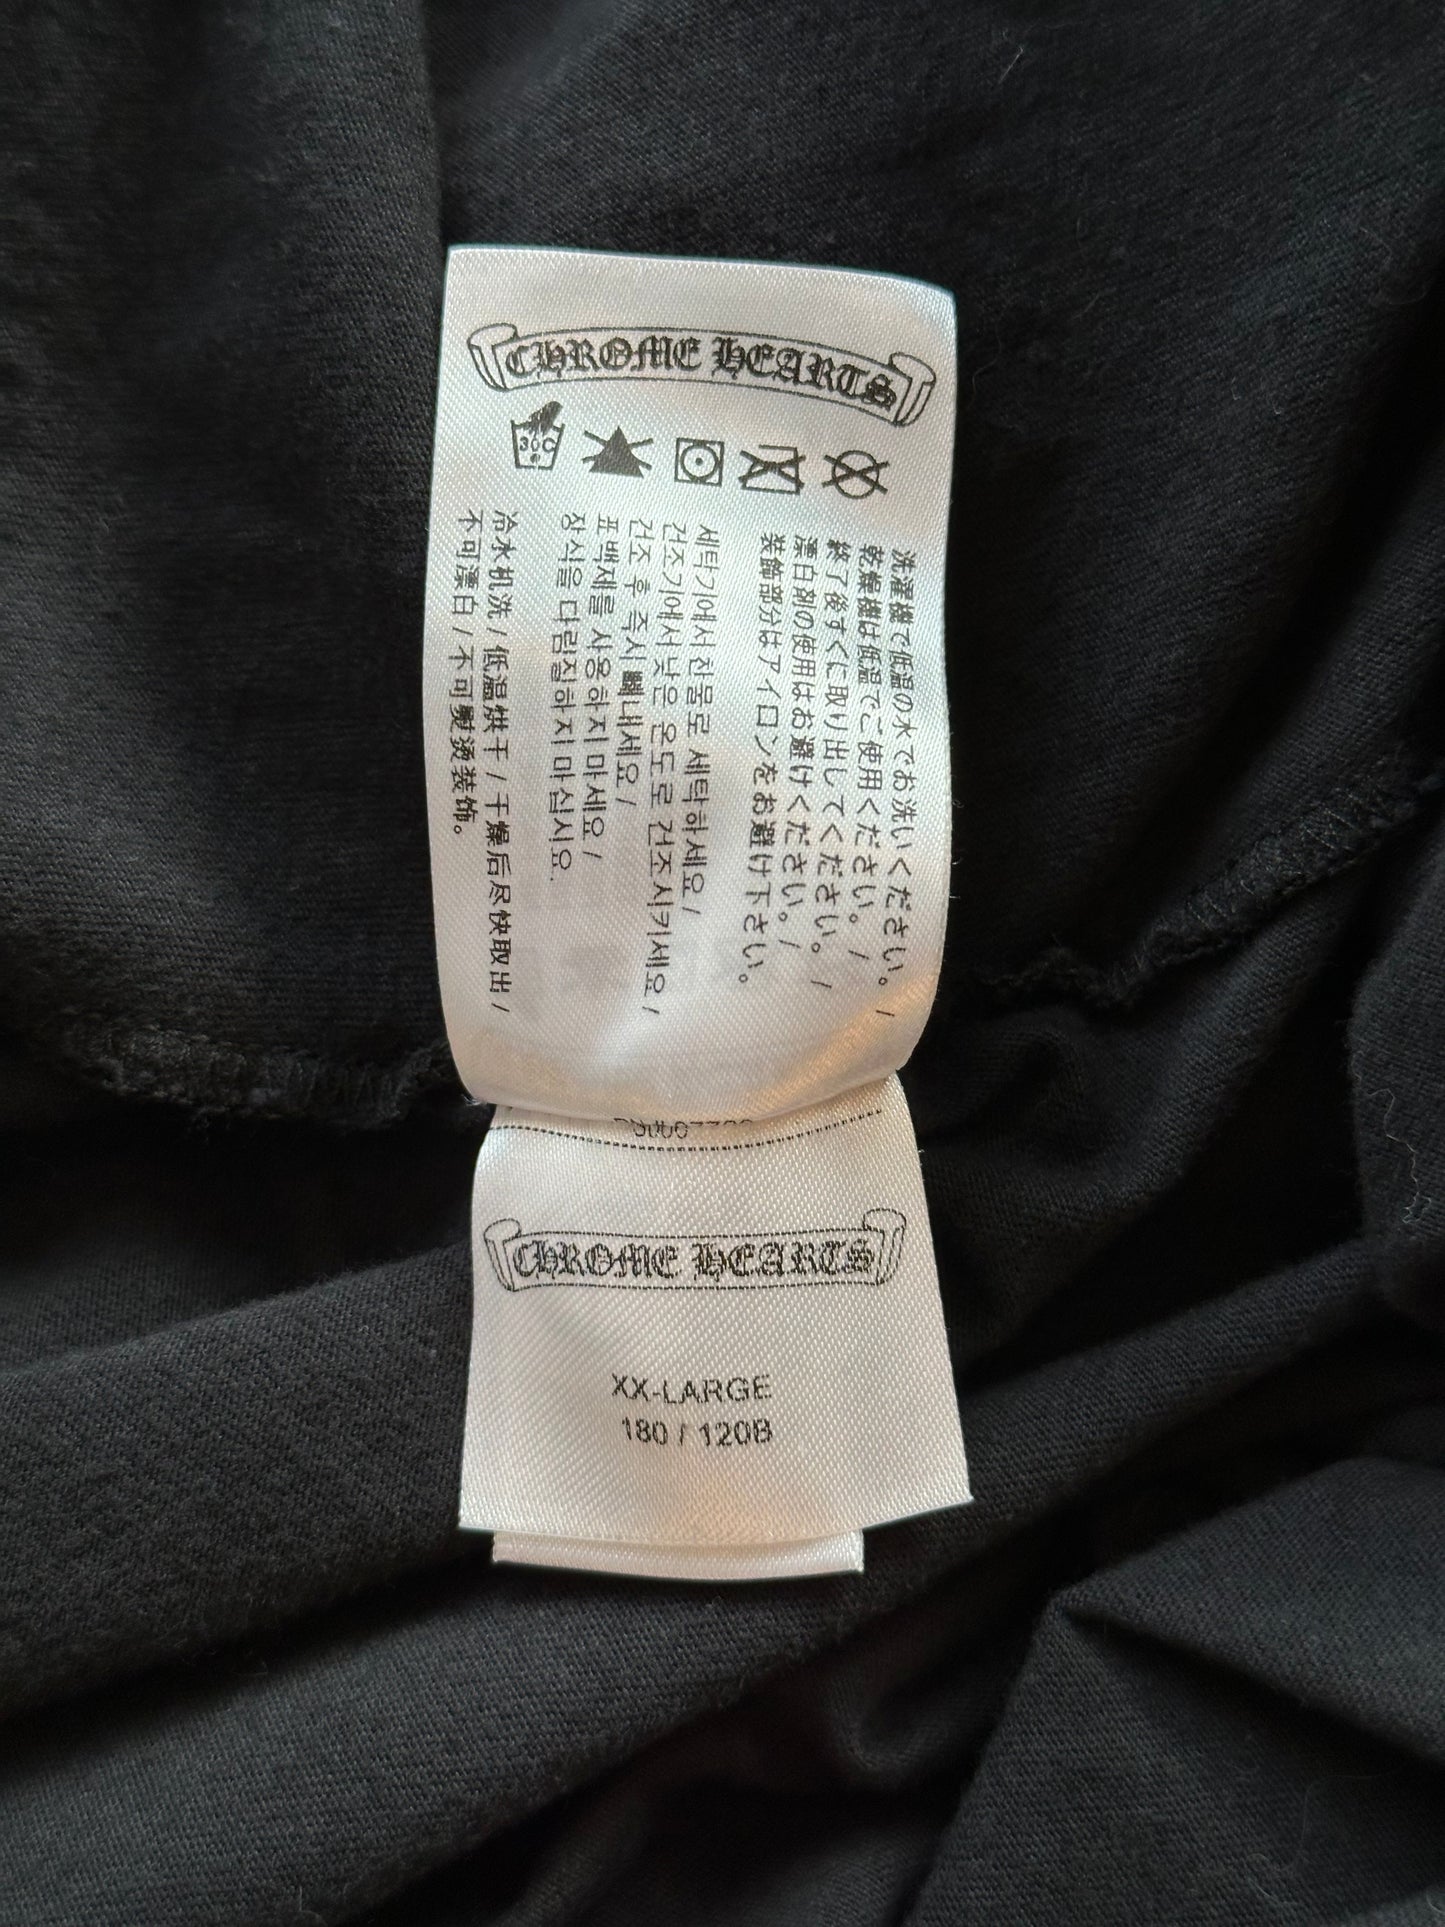 CHROME HEARTS
30C
洗濯機で低温の水でお洗いください。/
乾燥機は低温でご使用ください。/
終了後すぐに取り出してください。/
漂白剤の使用はお避けください。/
装飾部分はアイロンをお避け下さい。
세탁기에서 찬물로 세탁하세요 /
건조기에서 낮은 온도로 건조시키세요 /
건조 후 즉시 빼내세요 /
표백제를 사용하지 마세요 /
장식을 다림질하지 마십시요.
冷水机洗 / 低温烘干 / 干燥后尽快取出 /
不可漂白 / 不可熨烫装饰。
CHROME HEARTS
XX-LARGE
180 / 120B